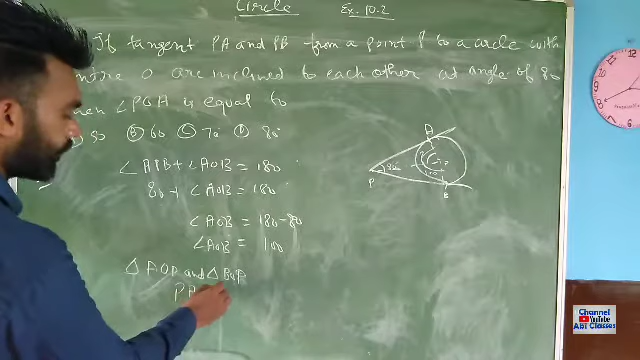 Circle Ex. 10.2
If tangent PA and PB from a point P to a circle with
O are inclined to each other at angle of 80
∠POA is equal to
50 (B) 60 (C) 70 (D) 80
∠APB + ∠AOB = 180
80 + ∠AOB = 180
∠AOB = 180-80
∠AOB = 100
△ AOP and △ BOP
PA
A
P
80
B
Channel
YouTube
Abi Classes